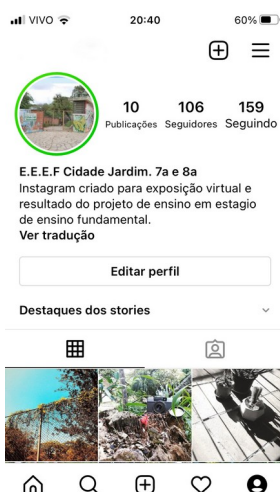 VIVO 20:40 60%
10 106 159
Publicações Seguidores Seguindo
E.E.E.F Cidade Jardim. 7a e 8a
Instagram criado para exposição virtual e
resultado do projeto de ensino em estagio
de ensino fundamental.
Ver tradução
Editar perfil
Destaques dos stories